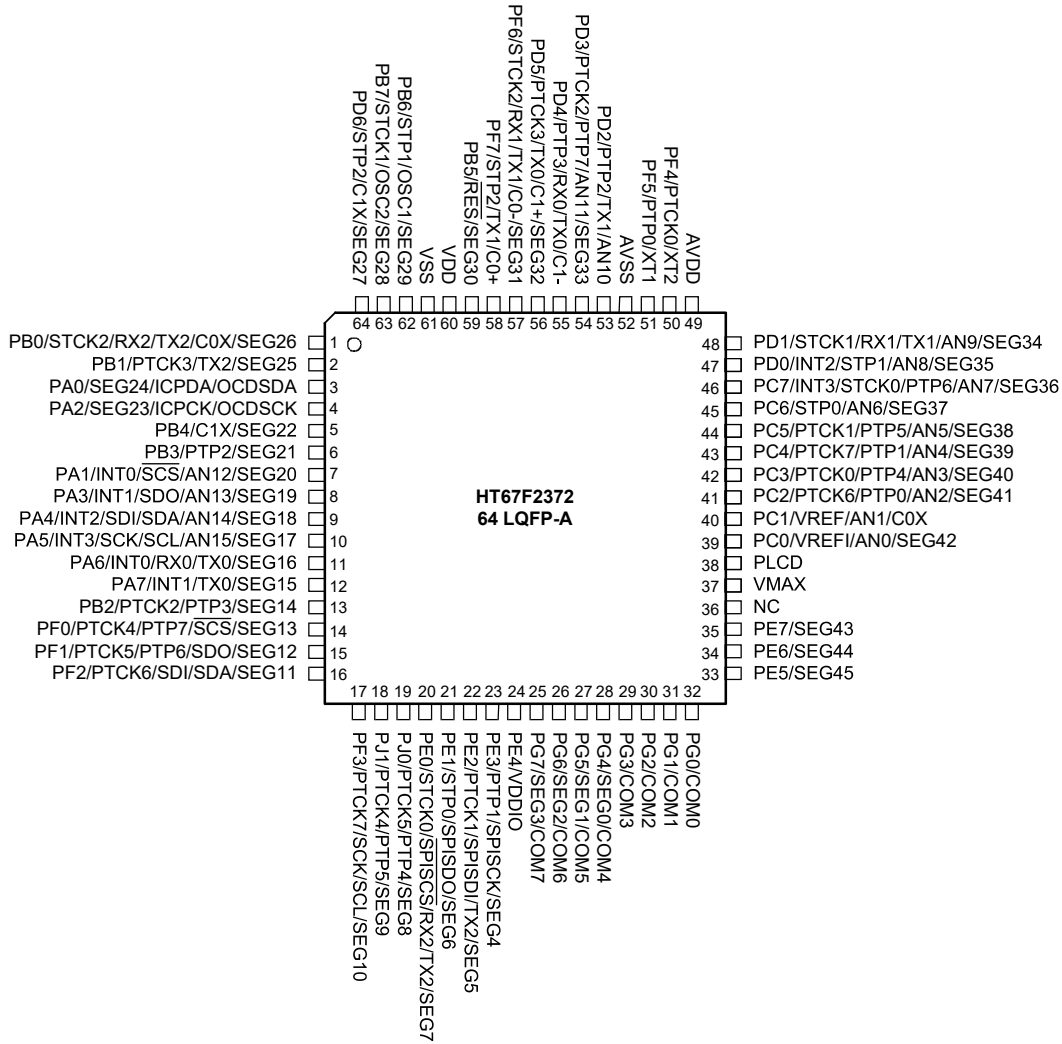 PD6/STP2/C1X/SEG27
PB7/STCK1/OSC2/SEG28
PB6/STP1/OSC1/SEG29
VSS
VDD
PB5/RES/SEG30
PF7/STP2/TX1/C0+
PF6/STCK2/RX1/TX1/C0-/SEG31
PD5/PTCK3/TX0/C1+/SEG32
PD4/PTP3/RX0/TX0/C1-
PD3/PTCK2/PTP7/AN11/SEG33
PD2/PTP2/TX1/AN10
AVSS
PF5/PTP0/XT1
PF4/PTCK0/XT2
AVDD
64 63 62 61 60 59 58 57 56 55 54 53 52 51 50 49
PB0/STCK2/RX2/TX2/C0X/SEG26 1
PB1/PTCK3/TX2/SEG25 2
PA0/SEG24/ICPDA/OCDSDA 3
PA2/SEG23/ICPCK/OCDSCK 4
PB4/C1X/SEG22 5
PB3/PTP2/SEG21 6
PA1/INT0/SCS/AN12/SEG20 7
PA3/INT1/SDO/AN13/SEG19 8
PA4/INT2/SDI/SDA/AN14/SEG18 9
PA5/INT3/SCK/SCL/AN15/SEG17 10
PA6/INT0/RX0/TX0/SEG16 11
PA7/INT1/TX0/SEG15 12
PB2/PTCK2/PTP3/SEG14 13
PF0/PTCK4/PTP7/SCS/SEG13 14
PF1/PTCK5/PTP6/SDO/SEG12 15
PF2/PTCK6/SDI/SDA/SEG11 16
HT67F2372
64 LQFP-A
48 PD1/STCK1/RX1/TX1/AN9/SEG34
47 PD0/INT2/STP1/AN8/SEG35
46 PC7/INT3/STCK0/PTP6/AN7/SEG36
45 PC6/STP0/AN6/SEG37
44 PC5/PTCK1/PTP5/AN5/SEG38
43 PC4/PTCK7/PTP1/AN4/SEG39
42 PC3/PTCK0/PTP4/AN3/SEG40
41 PC2/PTCK6/PTP0/AN2/SEG41
40 PC1/VREF/AN1/C0X
39 PC0/VREFI/AN0/SEG42
38 PLCD
37 VMAX
36 NC
35 PE7/SEG43
34 PE6/SEG44
33 PE5/SEG45
17 18 19 20 21 22 23 24 25 26 27 28 29 30 31 32
PF3/PTCK7/SCK/SCL/SEG10
PJ1/PTCK4/PTP5/SEG9
PJ0/PTCK5/PTP4/SEG8
PE0/STCK0/SPISCS/RX2/TX2/SEG7
PE1/STP0/SPISDO/SEG6
PE2/PTCK1/SPISDI/TX2/SEG5
PE3/PTP1/SPISCK/SEG4
PE4/VDDIO
PG7/SEG3/COM7
PG6/SEG2/COM6
PG5/SEG1/COM5
PG4/SEG0/COM4
PG3/COM3
PG2/COM2
PG1/COM1
PG0/COM0